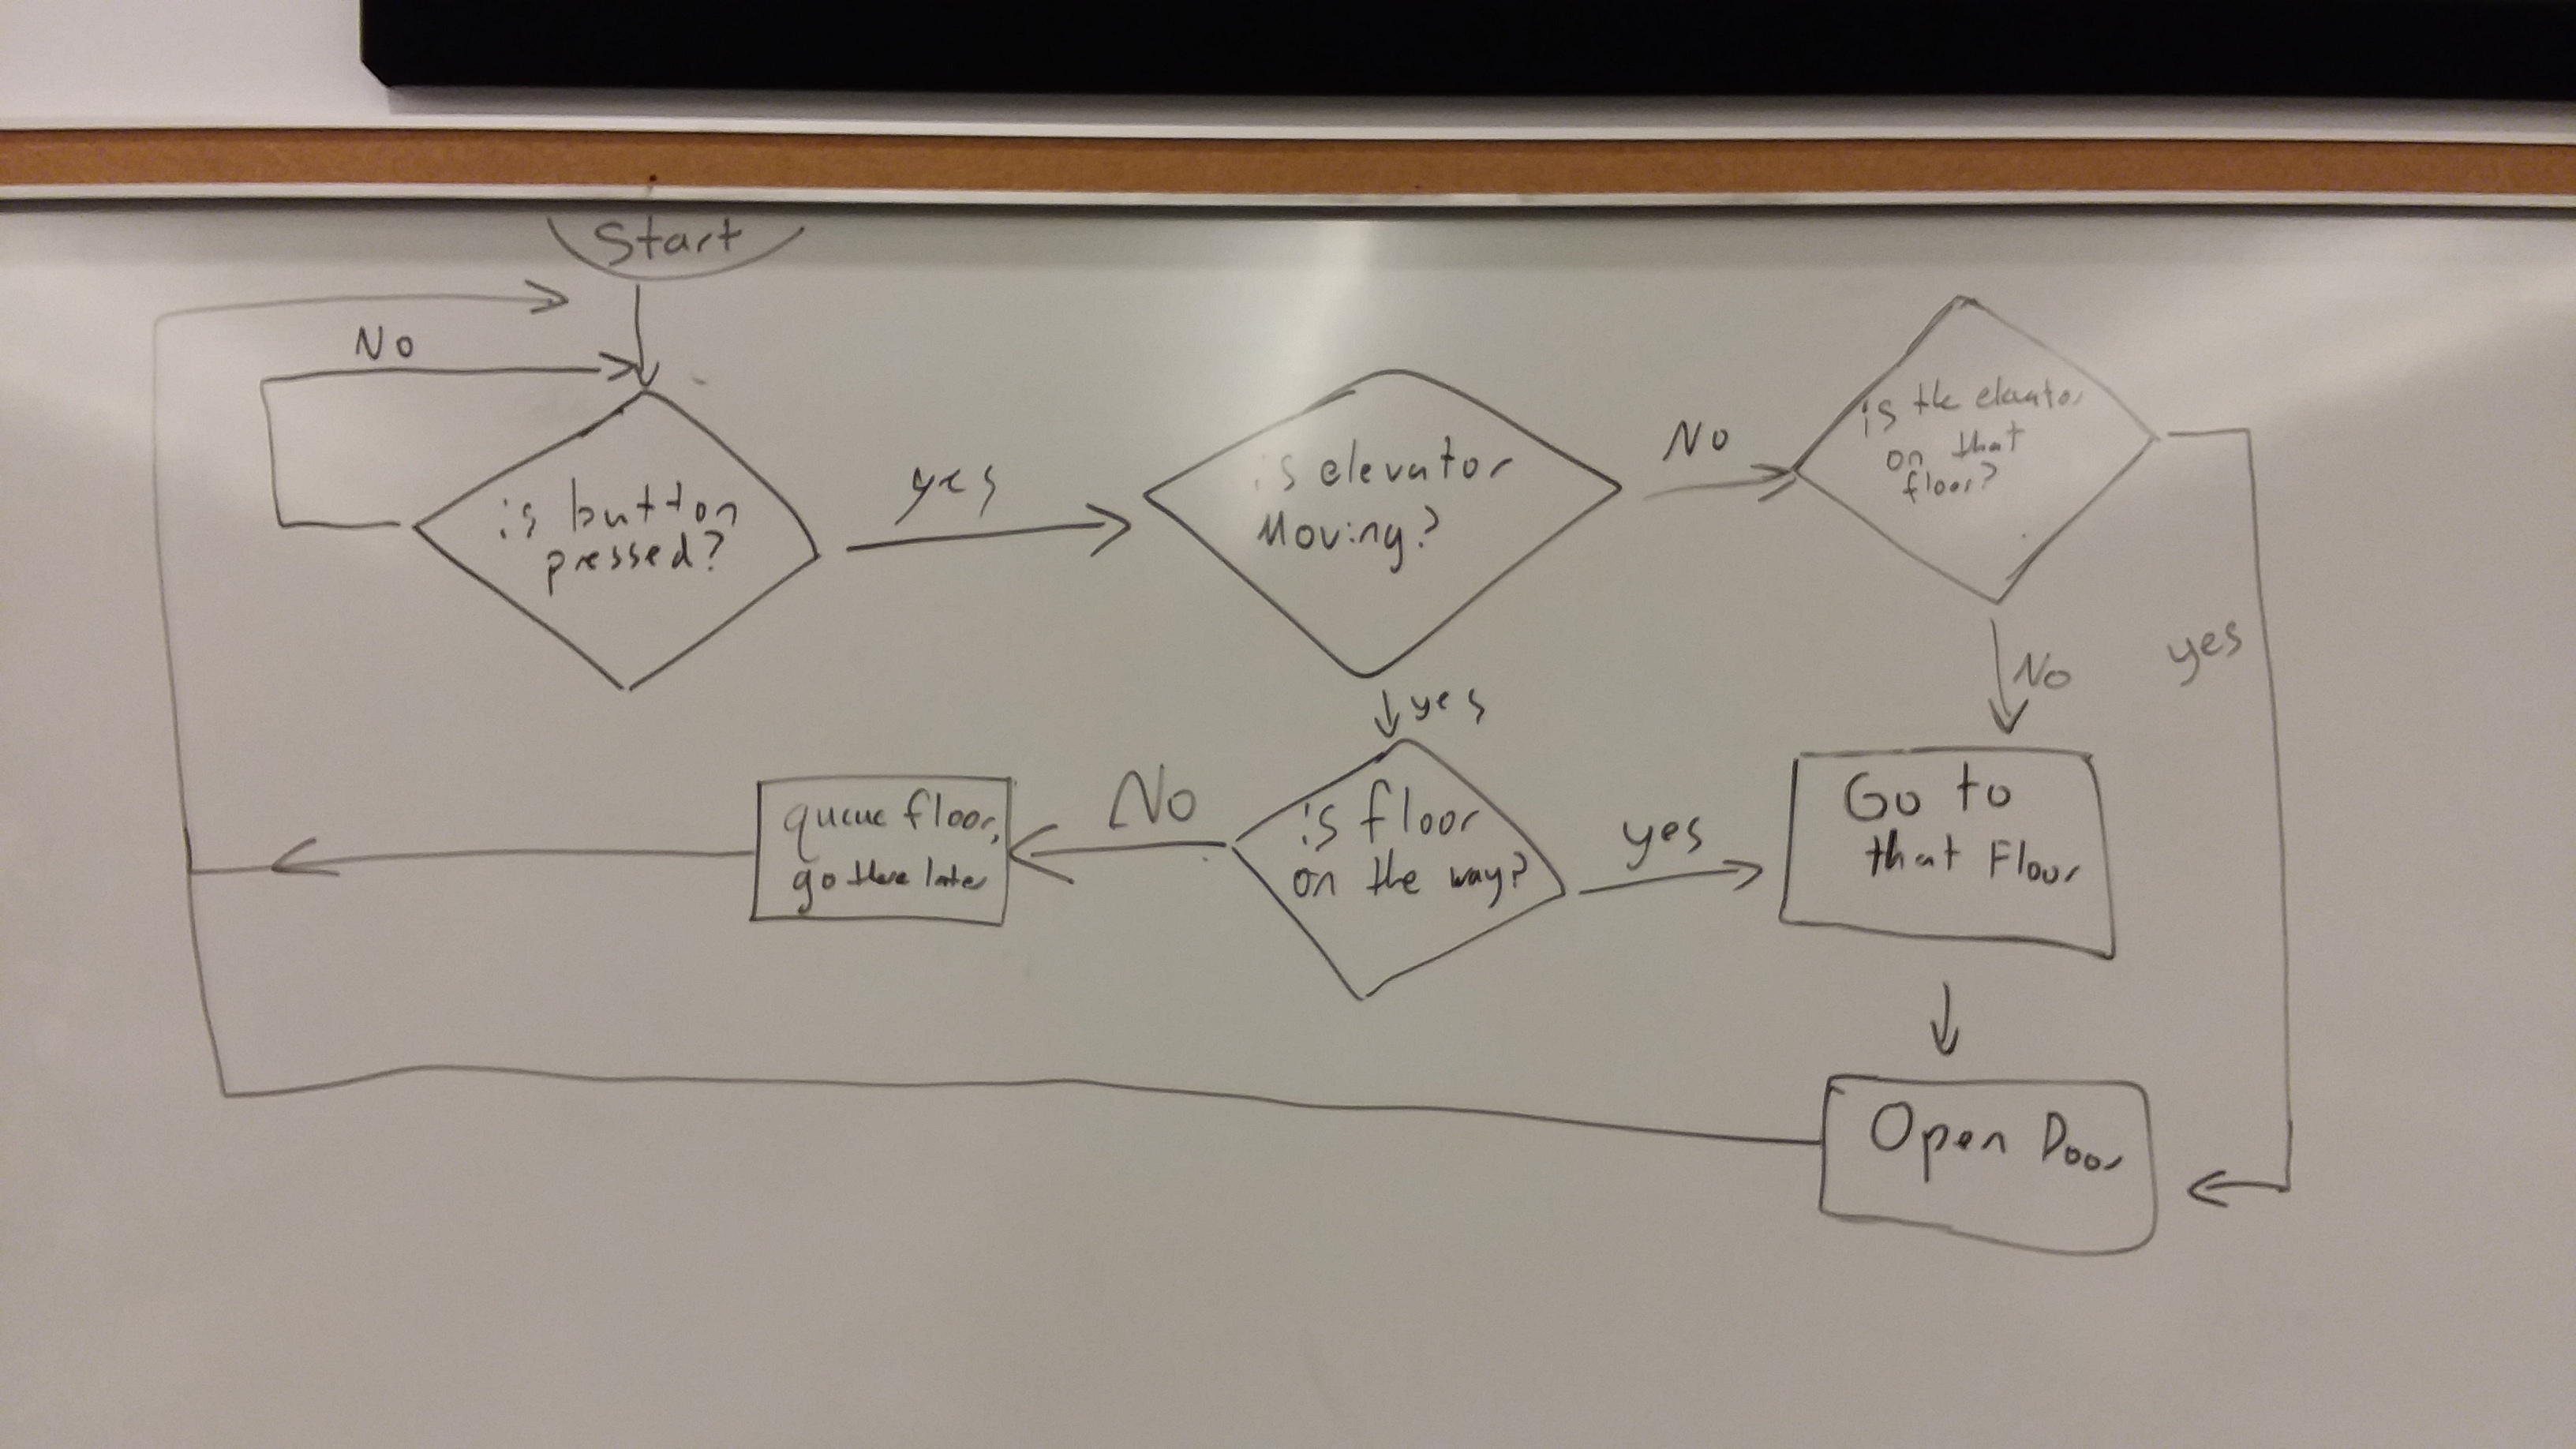 Start
No
is button
pressed?
yes
is elevator
Moving?
No
is the elevator
on that
floor?
yes
No
yes
queue floor,
go there later
No
is floor
on the way?
yes
Go to
that Floor
Open Door